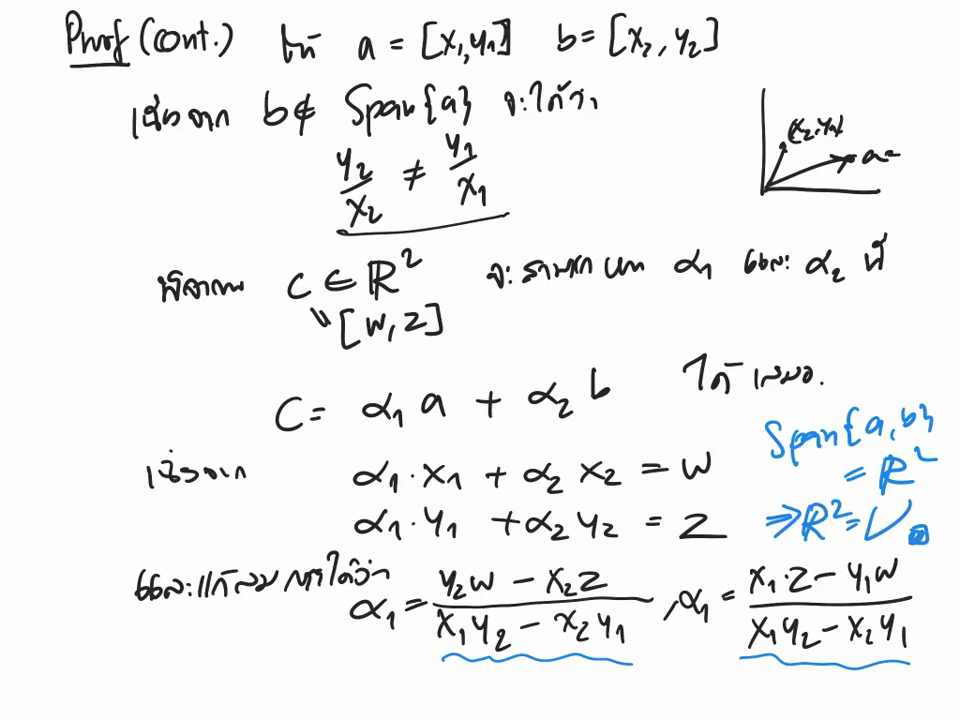 Proof (cont.) ให้ a = [x₁, y₁] b = [x₂, y₂]
เนื่องจาก b ∉ Span{a} จะได้ว่า
y₂/x₂ ≠ y₁/x₁
(x₂, y₂)
a
พิจารณา c ∈ ℝ² จะสามารถหา α₁ และ α₂ ที่
[w, z]
c = α₁ a + α₂ b ได้เสมอ.
Span{a, b}
= ℝ²
เนื่องจาก α₁·x₁ + α₂ x₂ = w
α₁·y₁ + α₂ y₂ = z ⇒ ℝ² = V
และแก้สมการได้ว่า α₁ = (y₂w − x₂z)/(x₁y₂ − x₂y₁), α₁ = (x₁·z − y₁w)/(x₁y₂ − x₂y₁)